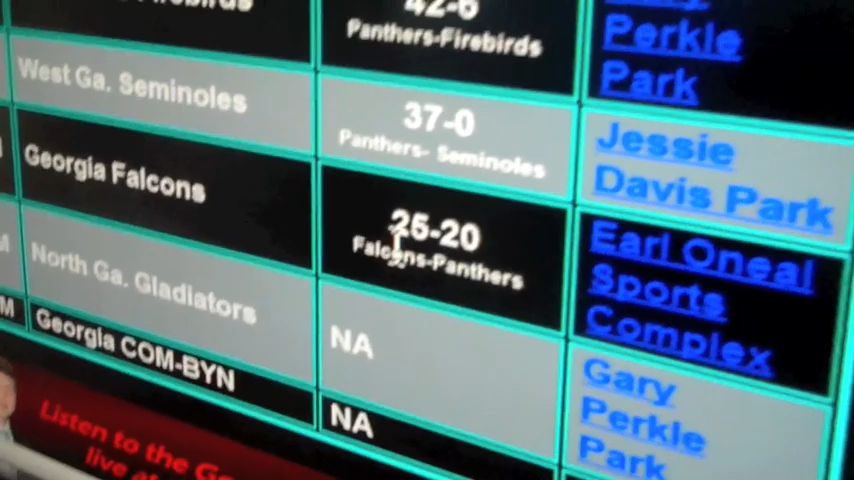 Firebirds
42-6
Panthers-Firebirds
Perkle
Park
West Ga. Seminoles
37-0
Panthers- Seminoles
Jessie
Davis Park
Georgia Falcons
25-20
Falcons-Panthers
Earl Oneal
Sports
Complex
M
North Ga. Gladiators
NA
Gary
Perkle
Park
M
Georgia COM-BYN
NA
Listen to the
live